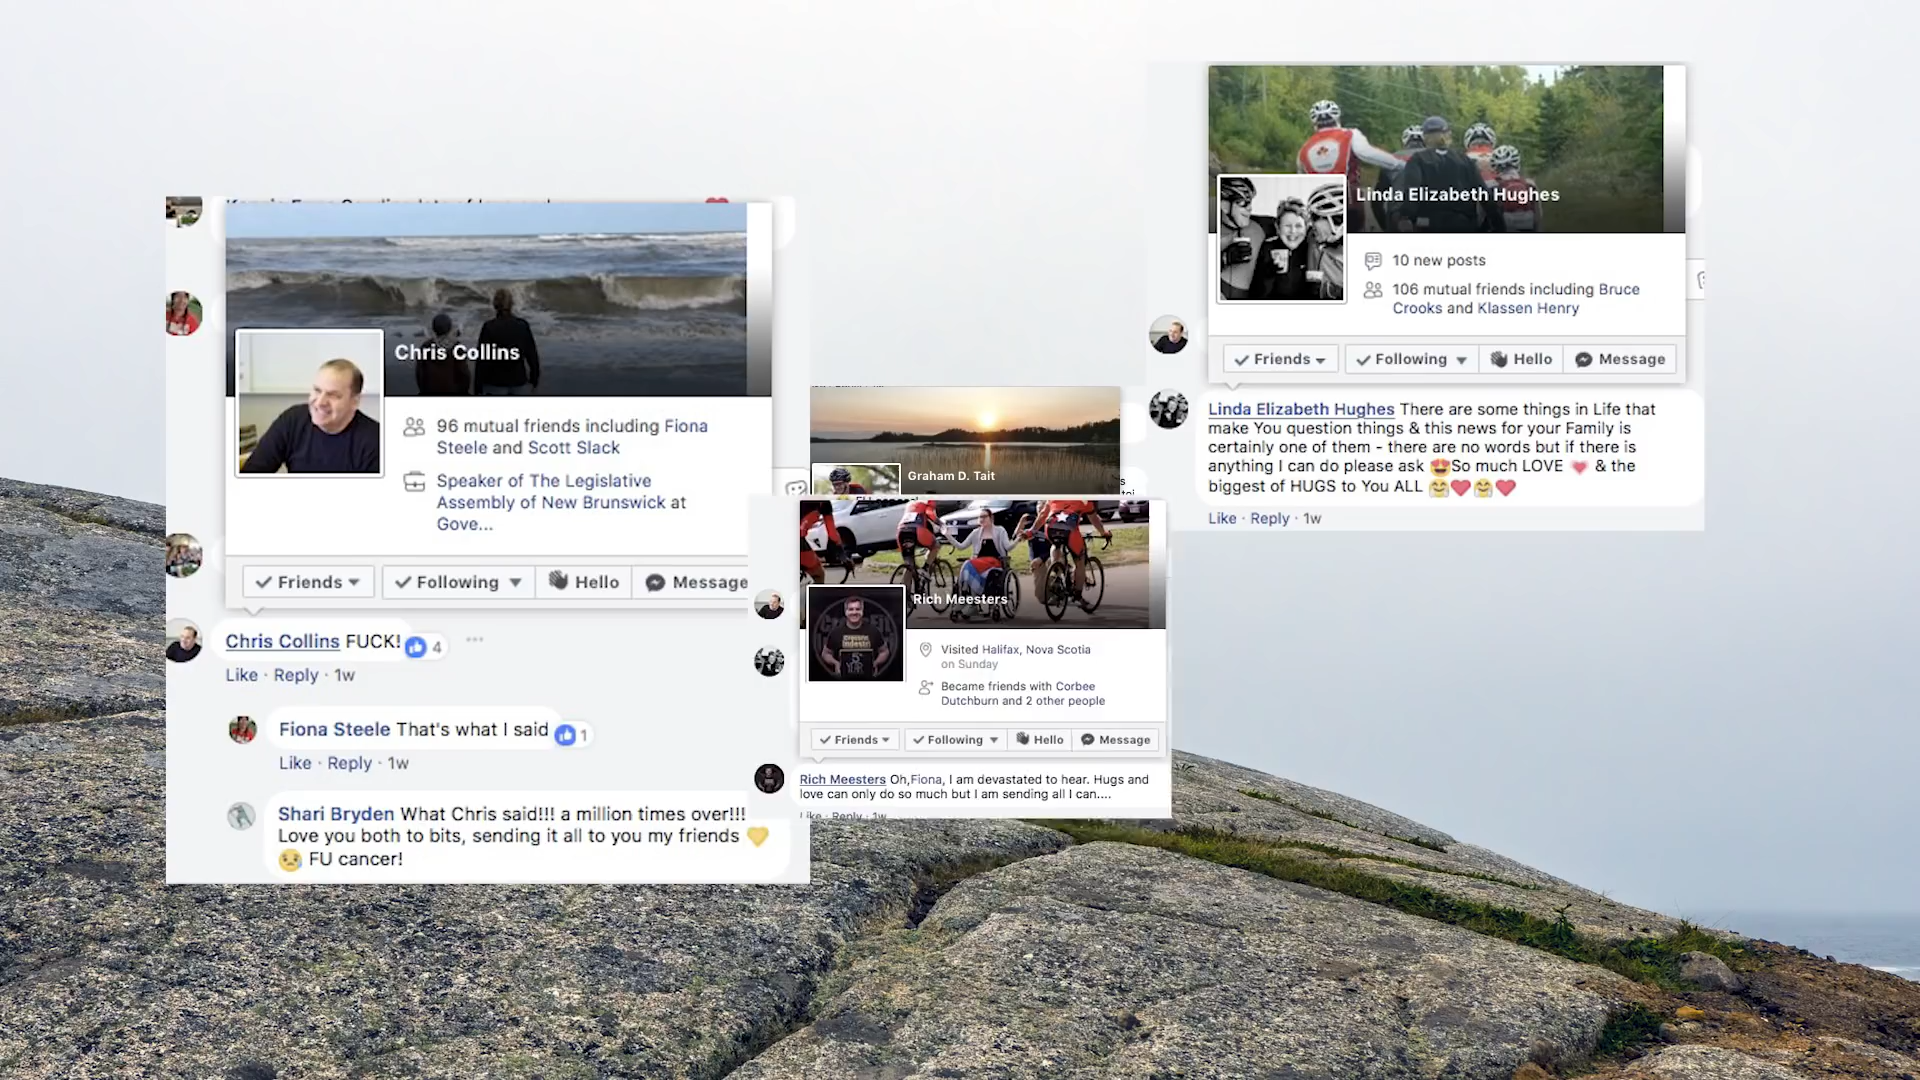 Chris Collins
96 mutual friends including Fiona
Steele and Scott Slack
Speaker of The Legislative
Assembly of New Brunswick at
Gove...
Friends
Following
Hello
Message
Chris Collins FUCK!
4
Like · Reply · 1w
Fiona Steele That's what I said
1
Like · Reply · 1w
Shari Bryden What Chris said!!! a million times over!!!
Love you both to bits, sending it all to you my friends 💛
😢 FU cancer!
Graham D. Tait
Rich Meesters
Visited Halifax, Nova Scotia
on Sunday
Became friends with Corbee
Dutchburn and 2 other people
Friends
Following
Hello
Message
Rich Meesters Oh,Fiona, I am devastated to hear. Hugs and
love can only do so much but I am sending all I can....
Like · Reply · 1w
Linda Elizabeth Hughes
10 new posts
106 mutual friends including Bruce
Crooks and Klassen Henry
Friends
Following
Hello
Message
Linda Elizabeth Hughes There are some things in Life that
make You question things & this news for your Family is
certainly one of them - there are no words but if there is
anything I can do please ask 😍So much LOVE 💗 & the
biggest of HUGS to You ALL 🤗❤️🤗❤️
Like · Reply · 1w